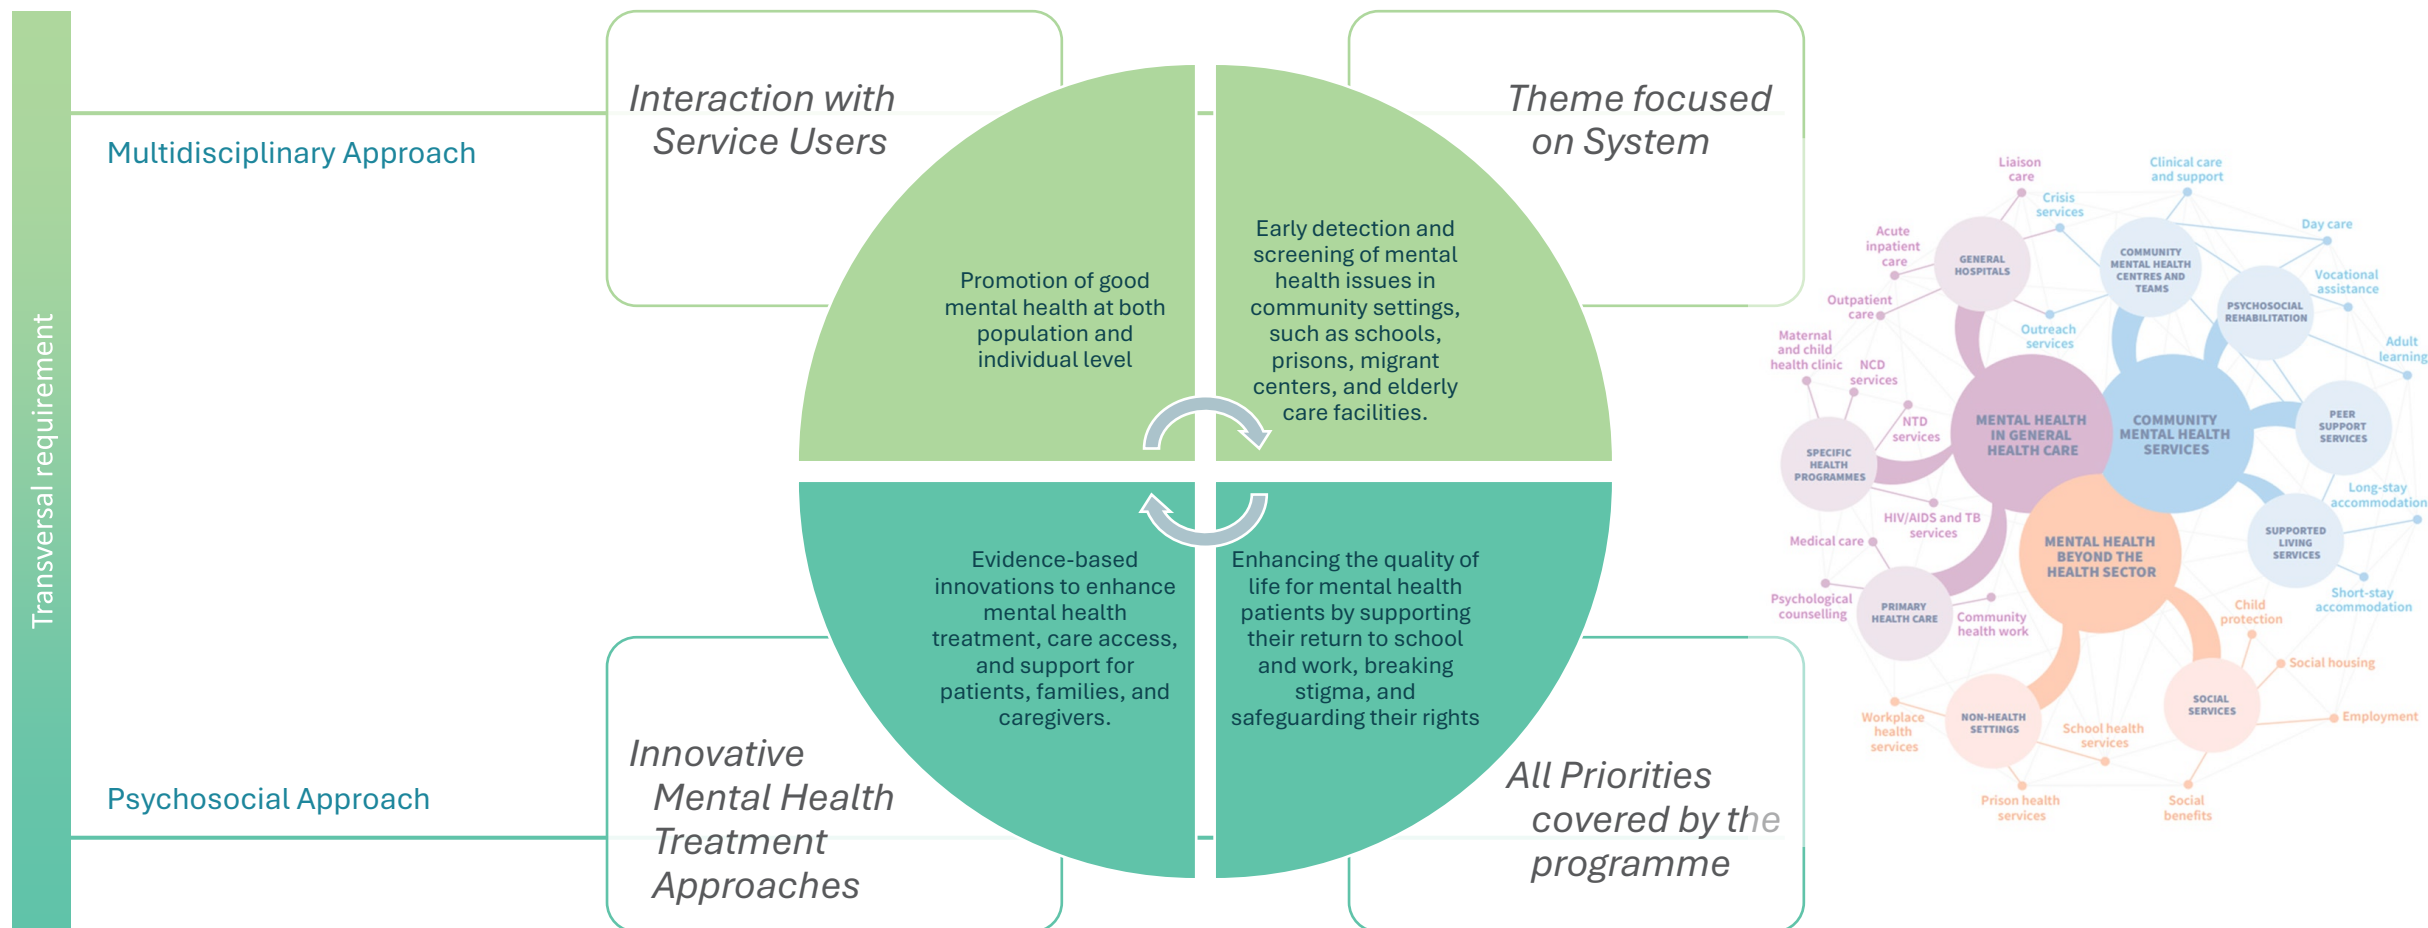 Transversal requirement
Multidisciplinary Approach
Psychosocial Approach
Interaction with
Service Users
Theme focused
on System
Promotion of good
mental health at both
population and
individual level
Early detection and
screening of mental
health issues in
community settings,
such as schools,
prisons, migrant
centers, and elderly
care facilities.
Evidence-based
innovations to enhance
mental health
treatment, care access,
and support for
patients, families, and
caregivers.
Enhancing the quality of
life for mental health
patients by supporting
their return to school
and work, breaking
stigma, and
safeguarding their rights
Innovative
Mental Health
Treatment
Approaches
All Priorities
covered by the
programme
Liaison
care
Clinical care
and support
Crisis
services
Acute
inpatient
care
Day care
GENERAL
HOSPITALS
COMMUNITY
MENTAL HEALTH
CENTRES AND
TEAMS
Vocational
assistance
Outpatient
care
PSYCHOSOCIAL
REHABILITATION
Outreach
services
Maternal
and child
health clinic
Adult
learning
NCD
services
NTD
services
MENTAL HEALTH
IN GENERAL
HEALTH CARE
COMMUNITY
MENTAL HEALTH
SERVICES
PEER
SUPPORT
SERVICES
SPECIFIC
HEALTH
PROGRAMMES
Long-stay
accommodation
HIV/AIDS and TB
services
Medical care
MENTAL HEALTH
BEYOND THE
HEALTH SECTOR
SUPPORTED
LIVING
SERVICES
Psychological
counselling
PRIMARY
HEALTH CARE
Community
health work
Child
protection
Short-stay
accommodation
Social housing
SOCIAL
SERVICES
Workplace
health
services
NON-HEALTH
SETTINGS
School health
services
Employment
Prison health
services
Social
benefits